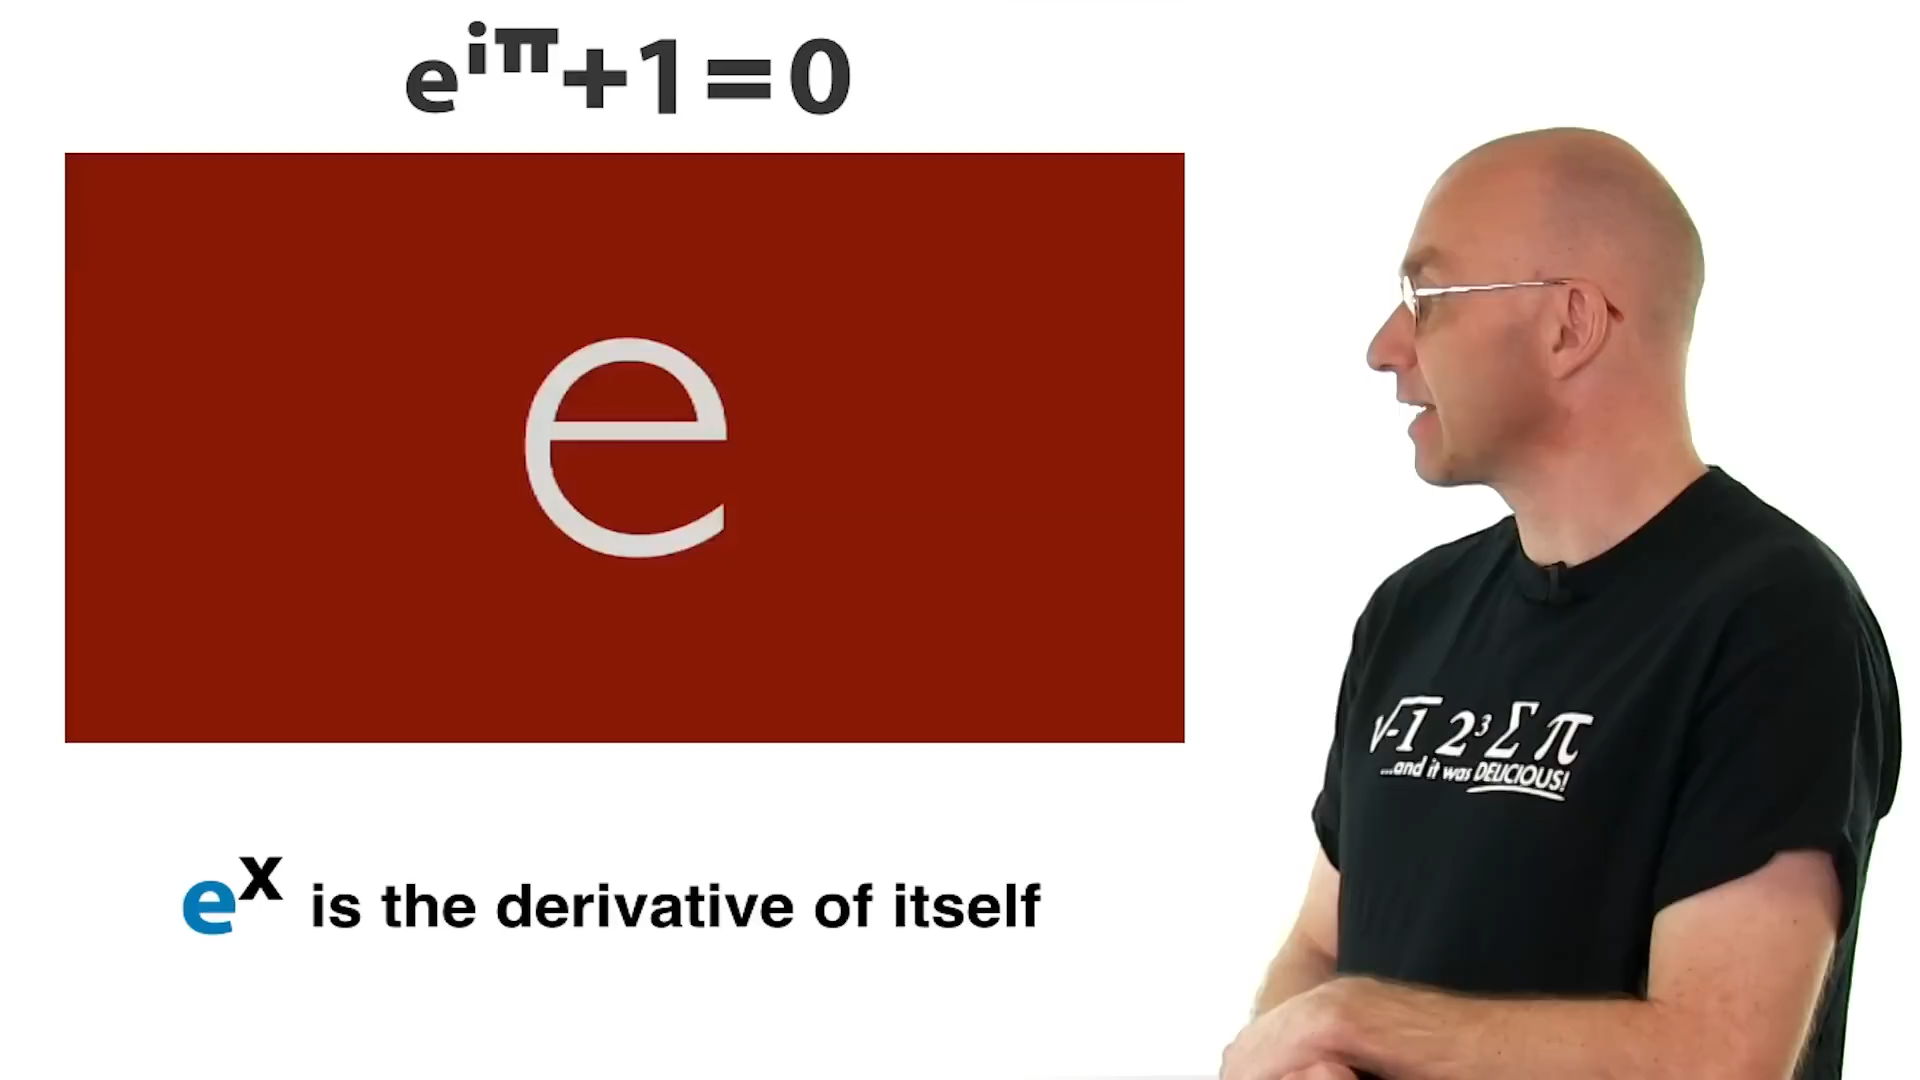 e^iπ+1=0
e
e^x is the derivative of itself
√-1 2³ Σ π
...and it was DELICIOUS!